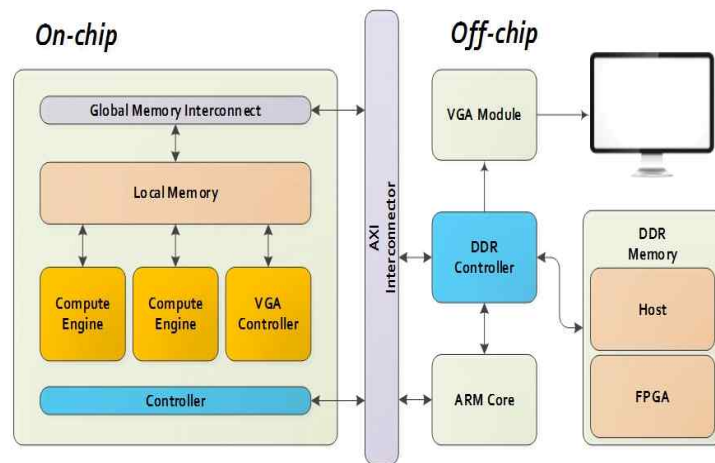 On-chip
Off-chip
Global Memory Interconnect
Local Memory
Compute
Engine
Compute
Engine
VGA
Controller
Controller
AXI
Interconnector
VGA Module
DDR
Controller
ARM Core
DDR
Memory
Host
FPGA